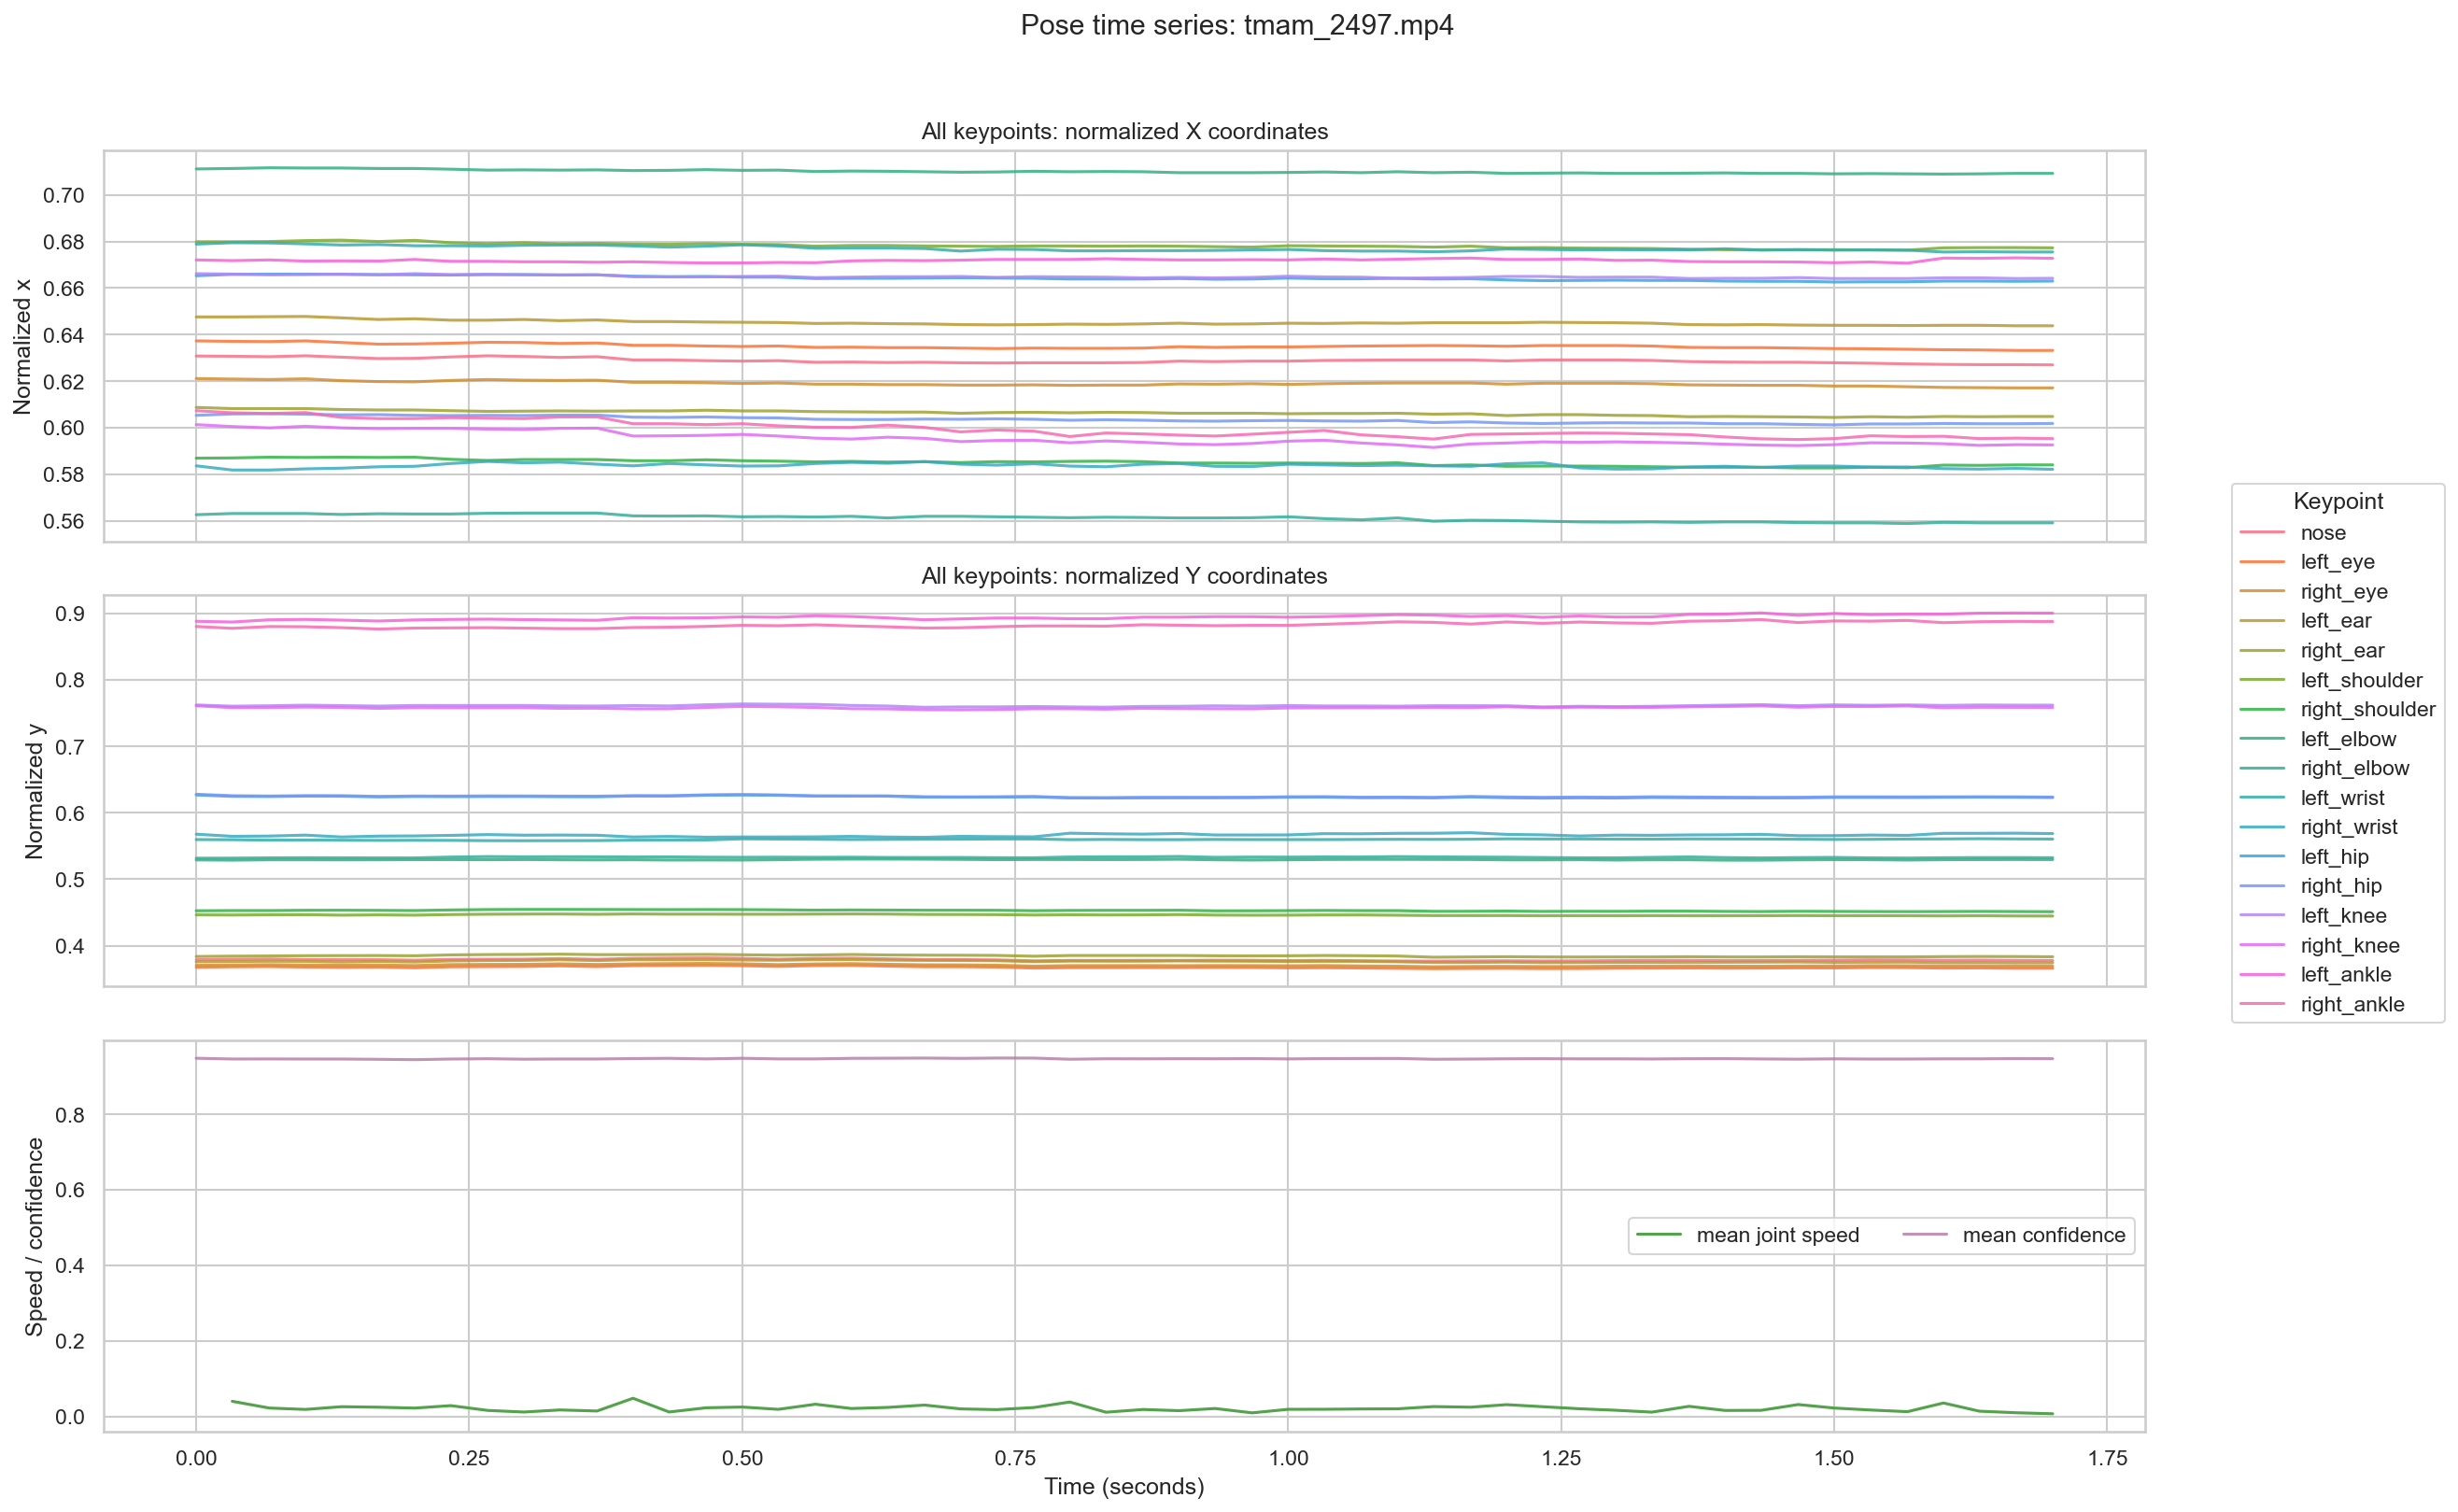 Pose time series: tmam_2497.mp4
All keypoints: normalized X coordinates
Normalized x
0.70
0.68
0.66
0.64
0.62
0.60
0.58
0.56
All keypoints: normalized Y coordinates
Normalized y
0.9
0.8
0.7
0.6
0.5
0.4
Keypoint
nose
left_eye
right_eye
left_ear
right_ear
left_shoulder
right_shoulder
left_elbow
right_elbow
left_wrist
right_wrist
left_hip
right_hip
left_knee
right_knee
left_ankle
right_ankle
Speed / confidence
0.8
0.6
0.4
0.2
0.0
mean joint speed mean confidence
0.00 0.25 0.50 0.75 1.00 1.25 1.50 1.75
Time (seconds)